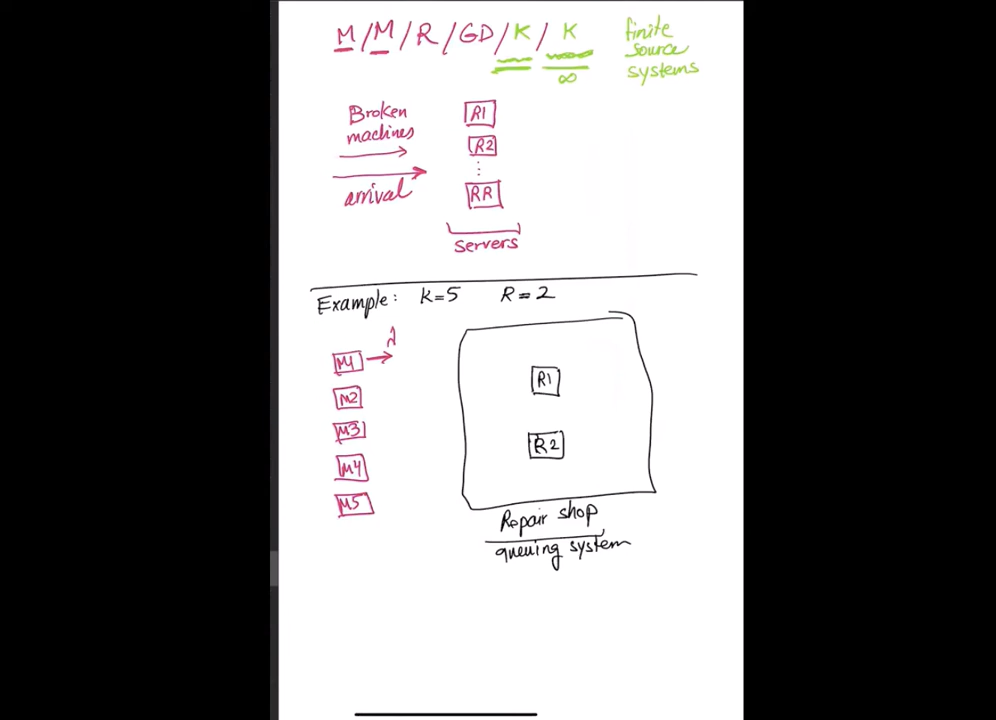 M/M/R/GD/K/K
∞
finite
source
systems
Broken
machines
arrival
R1
R2
⋮
RR
servers
Example: K=5 R=2
M1 λ
M2
M3
M4
M5
R1
R2
Repair shop
queuing system